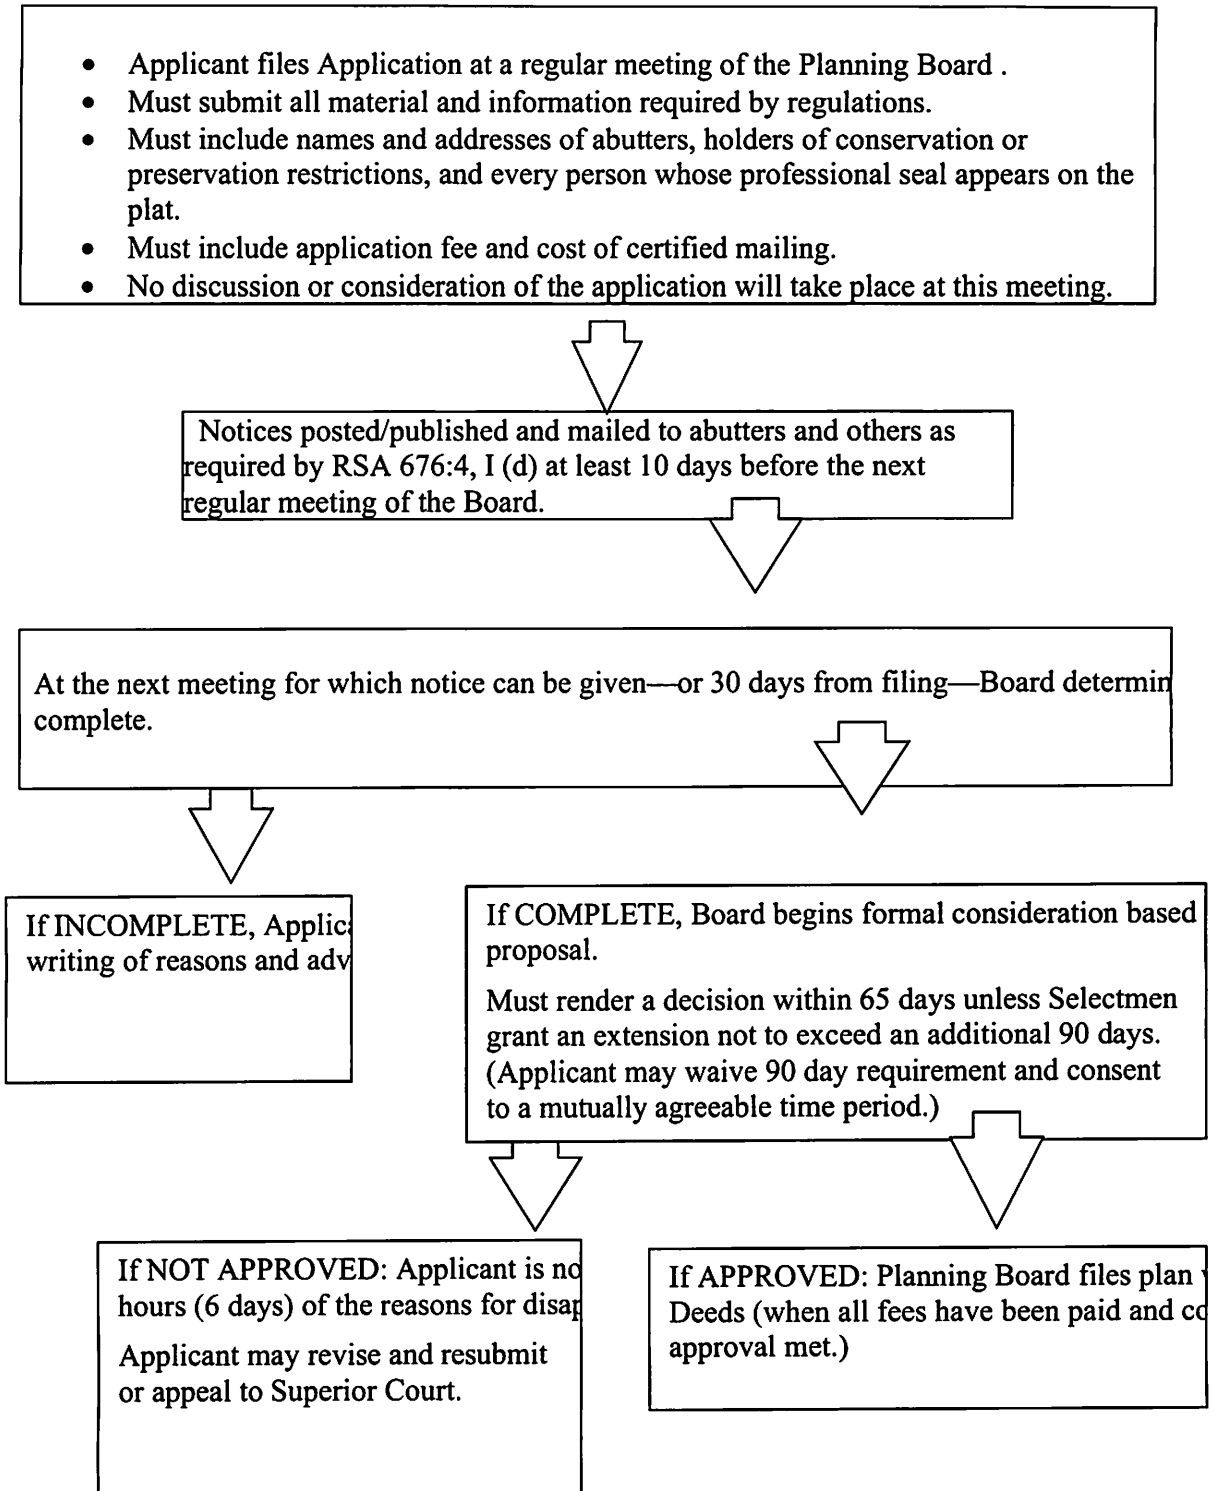 • Applicant files Application at a regular meeting of the Planning Board .
• Must submit all material and information required by regulations.
• Must include names and addresses of abutters, holders of conservation or
preservation restrictions, and every person whose professional seal appears on the
plat.
• Must include application fee and cost of certified mailing.
• No discussion or consideration of the application will take place at this meeting.
Notices posted/published and mailed to abutters and others as
required by RSA 676:4, I (d) at least 10 days before the next
regular meeting of the Board.
At the next meeting for which notice can be given—or 30 days from filing—Board
complete.
If INCOMPLETE,
writing of reasons and
If COMPLETE, Board begins formal consideration based
proposal.
Must render a decision within 65 days unless Selectmen
grant an extension not to exceed an additional 90 days.
(Applicant may waive 90 day requirement and consent
to a mutually agreeable time period.)
If NOT APPROVED: Applicant is
hours (6 days) of the reasons for
Applicant may revise and resubmit
or appeal to Superior Court.
If APPROVED: Planning Board files plan
Deeds (when all fees have been paid and
approval met.)